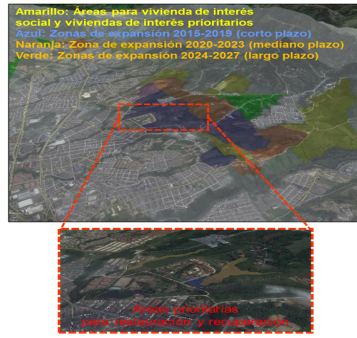 Amarillo: Áreas para vivienda de interés
social y viviendas de interés prioritarios
Azul: Zonas de expansión 2015-2019 (corto plazo)
Naranja: Zona de expansión 2020-2023 (mediano plazo)
Verde: Zonas de expansión 2024-2027 (largo plazo)
Áreas prioritarias
para restauración y recuperación